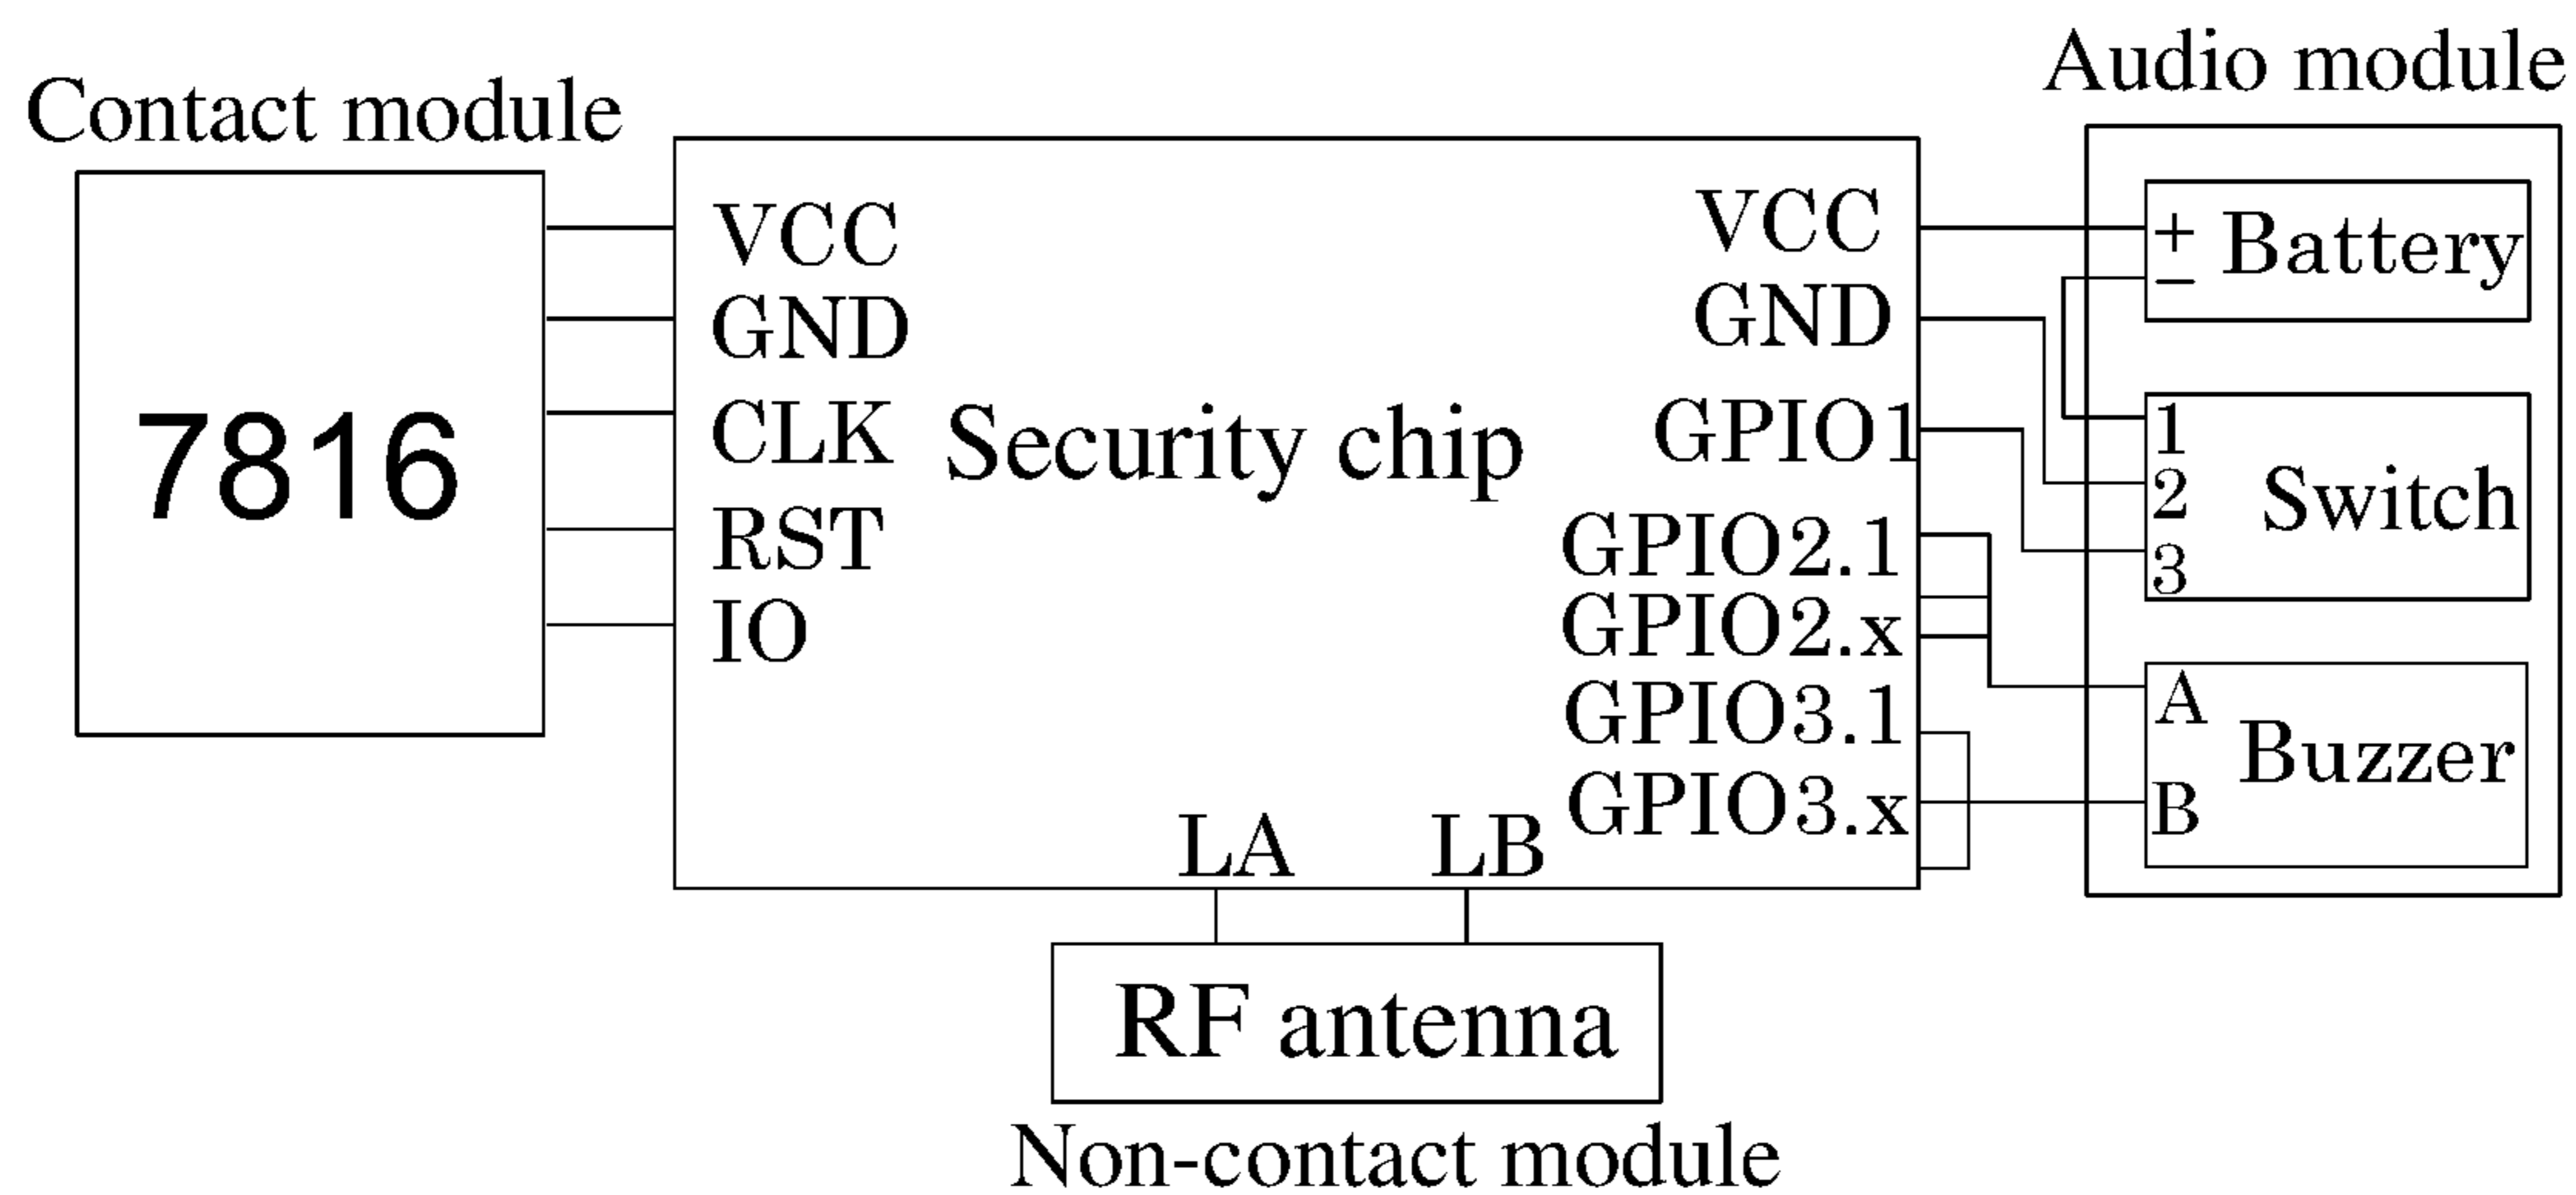 Contact module
7816
VCC
GND
CLK
RST
IO
Security chip
VCC
GND
GPIO1
GPIO2.1
GPIO2.x
GPIO3.1
GPIO3.x
LA LB
RF antenna
Non-contact module
Audio module
+ Battery
−
1
2 Switch
3
A
Buzzer
B